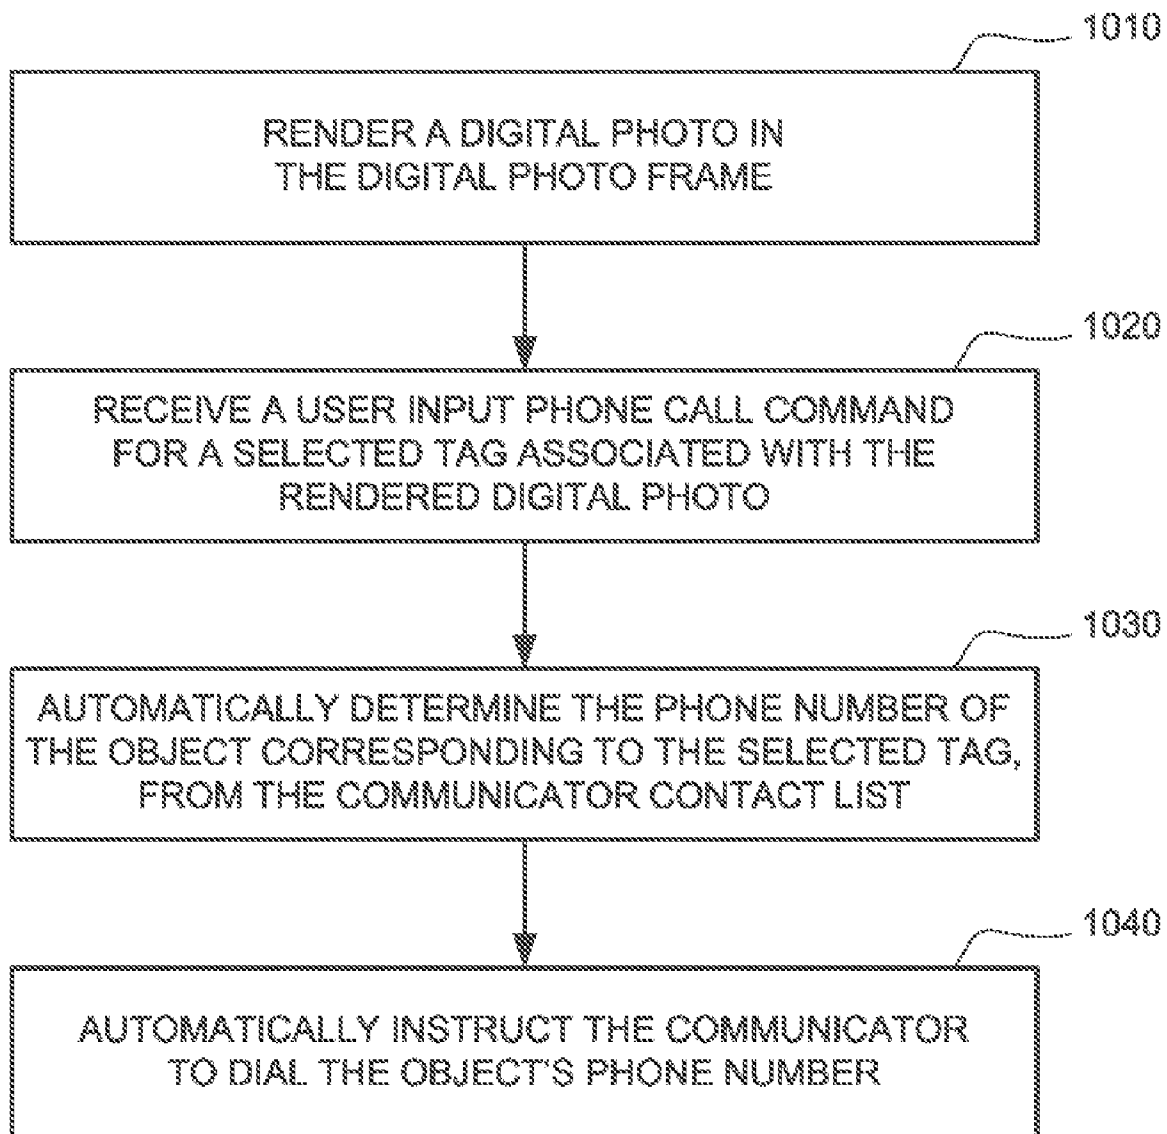 1010
RENDER A DIGITAL PHOTO IN
THE DIGITAL PHOTO FRAME
1020
RECEIVE A USER INPUT PHONE CALL COMMAND
FOR A SELECTED TAG ASSOCIATED WITH THE
RENDERED DIGITAL PHOTO
1030
AUTOMATICALLY DETERMINE THE PHONE NUMBER OF
THE OBJECT CORRESPONDING TO THE SELECTED TAG,
FROM THE COMMUNICATOR CONTACT LIST
1040
AUTOMATICALLY INSTRUCT THE COMMUNICATOR
TO DIAL THE OBJECT'S PHONE NUMBER